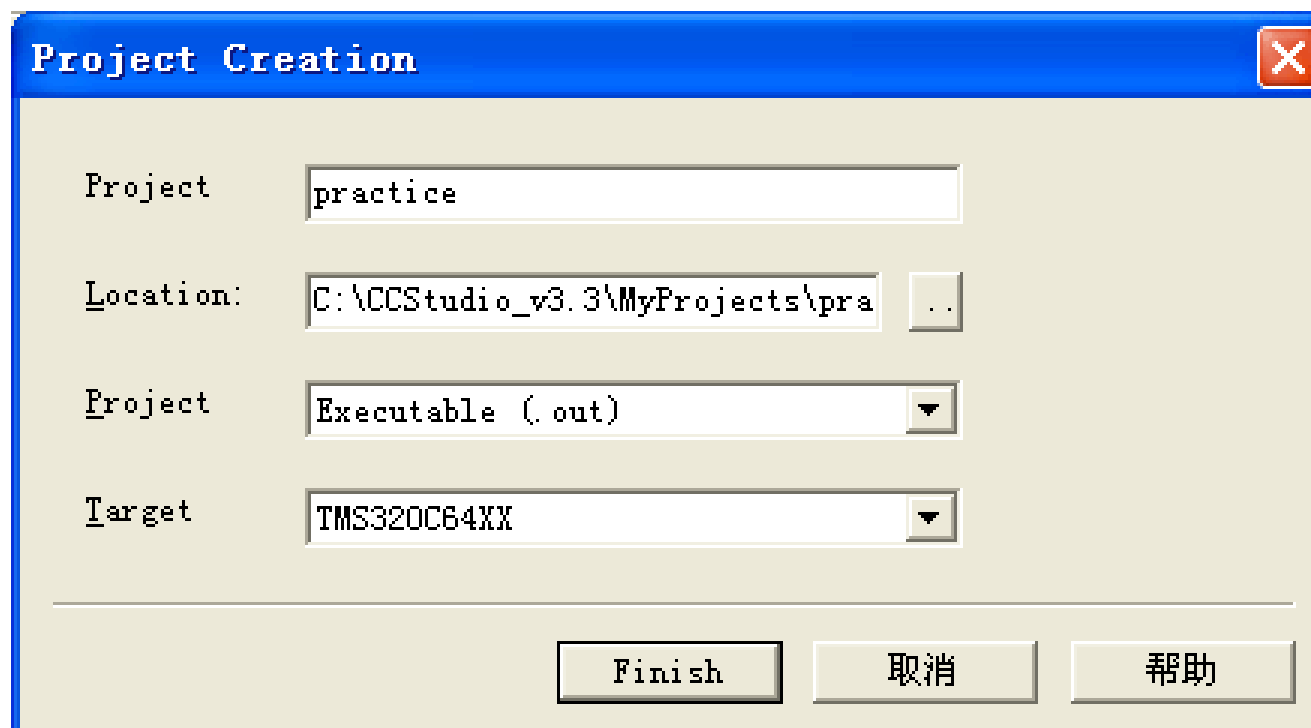 Project Creation
Project practice
Location: C:\CCStudio_v3.3\MyProjects\pra ..
Project Executable (.out)
Target TMS320C64XX
Finish 取消 帮助